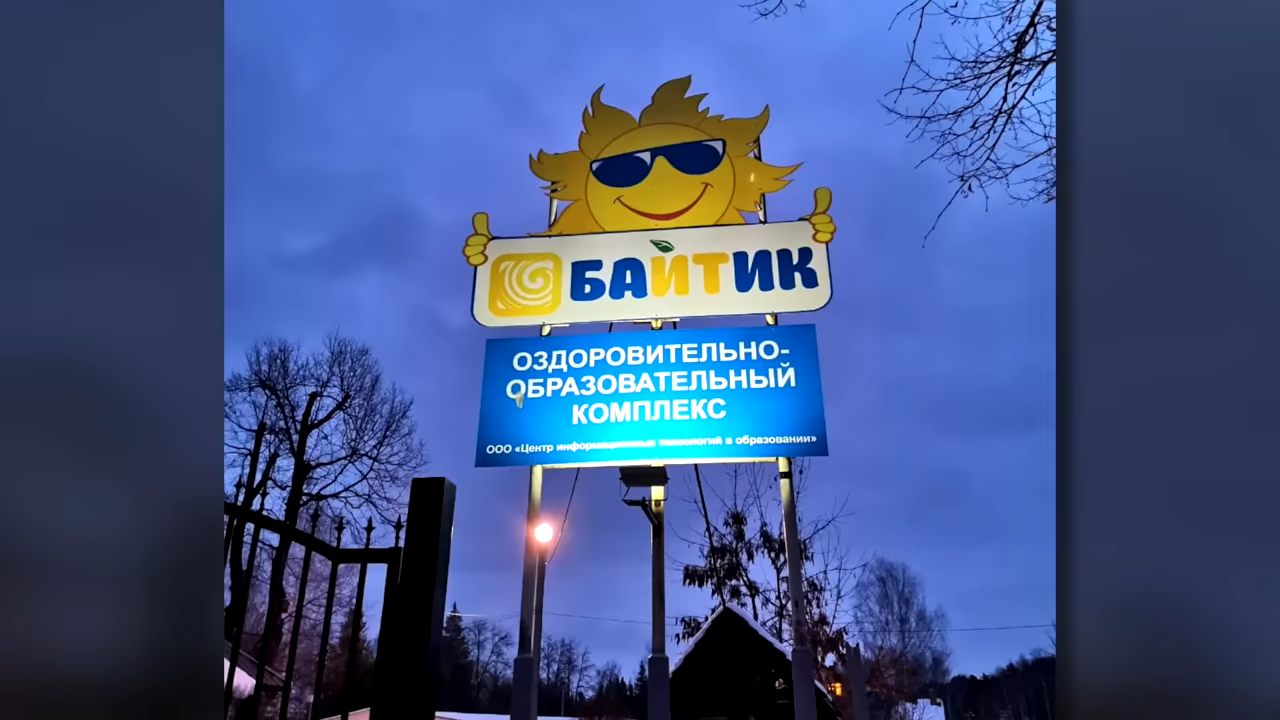 БАЙТИК
ОЗДОРОВИТЕЛЬНО-
ОБРАЗОВАТЕЛЬНЫЙ
КОМПЛЕКС
ООО «Центр информационных технологий в образовании»